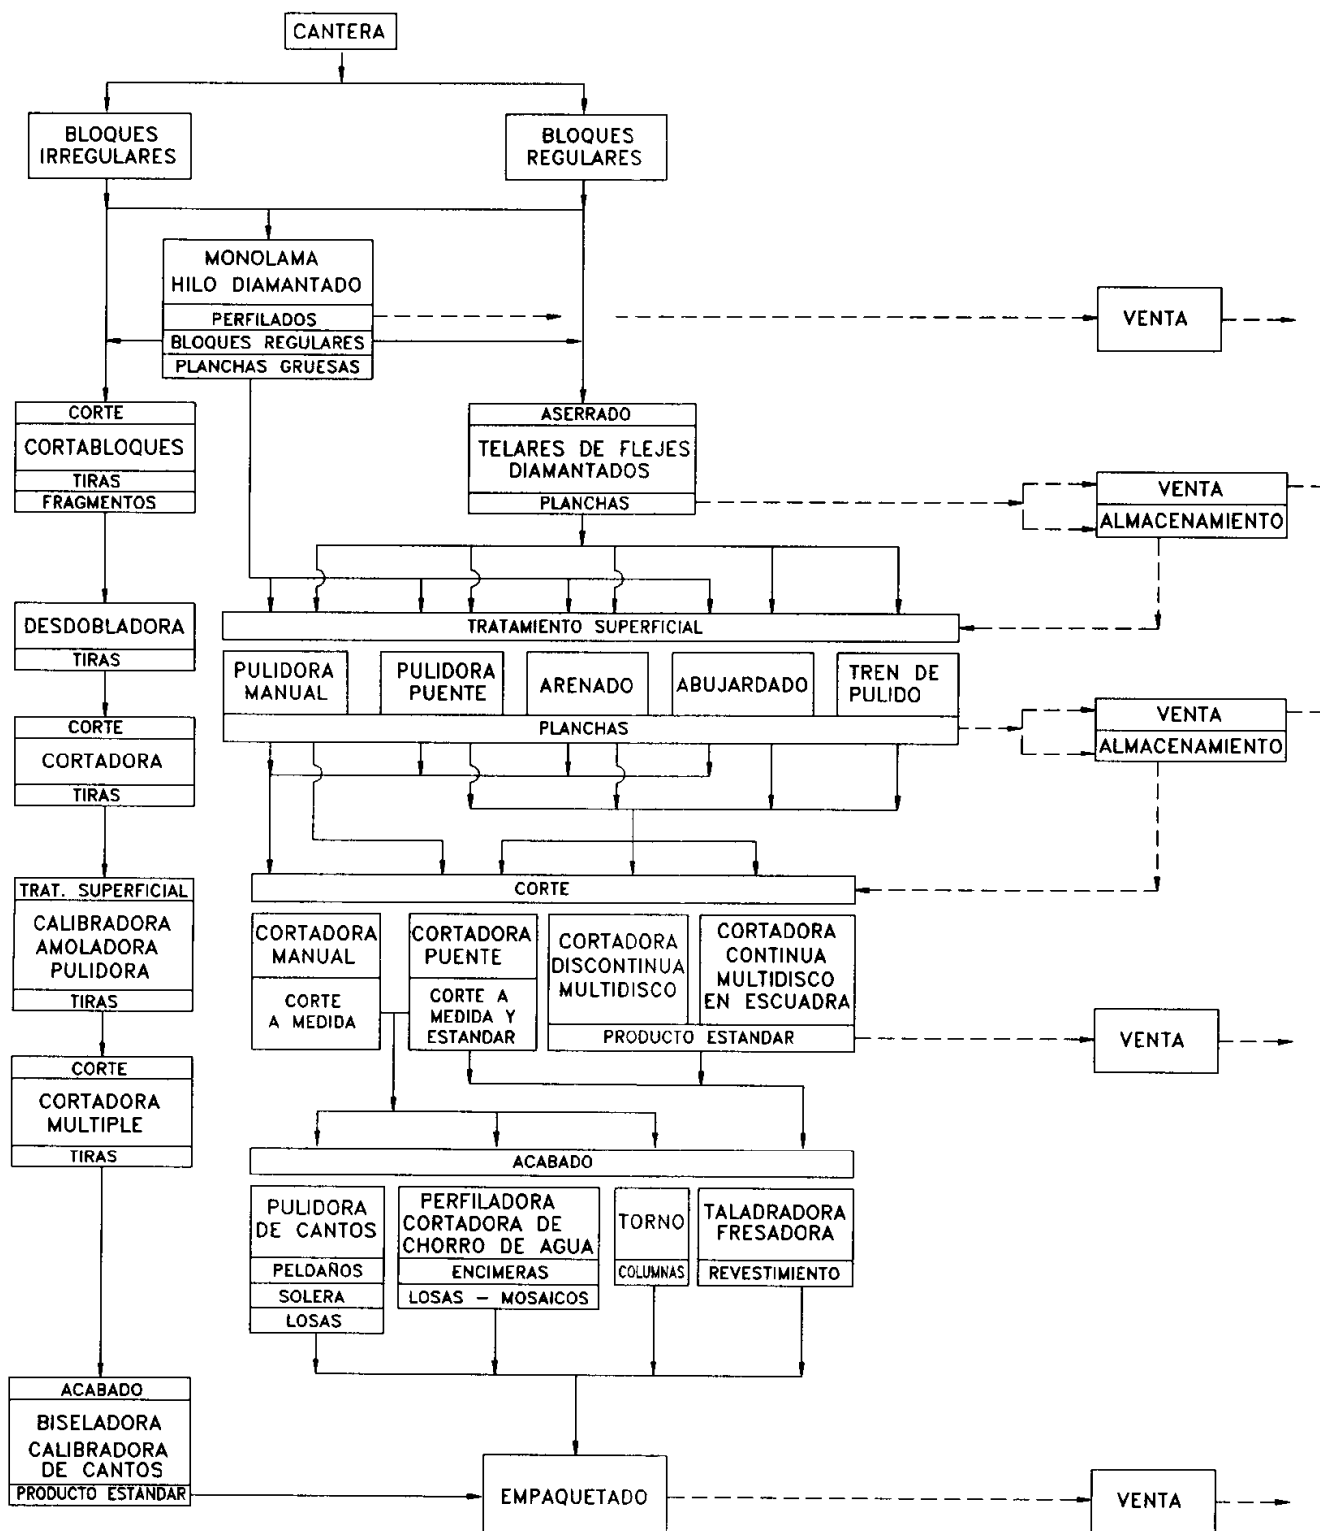 CANTERA
BLOQUES
IRREGULARES
BLOQUES
REGULARES
MONOLAMA
HILO DIAMANTADO
PERFILADOS
BLOQUES REGULARES
PLANCHAS GRUESAS
VENTA
CORTE
CORTABLOQUES
TIRAS
FRAGMENTOS
ASERRADO
TELARES DE FLEJES
DIAMANTADOS
PLANCHAS
VENTA
ALMACENAMIENTO
DESDOBLADORA
TIRAS
TRATAMIENTO SUPERFICIAL
PULIDORA
MANUAL
PULIDORA
PUENTE
ARENADO
ABUJARDADO
TREN DE
PULIDO
PLANCHAS
VENTA
ALMACENAMIENTO
CORTE
CORTADORA
TIRAS
TRAT. SUPERFICIAL
CALIBRADORA
AMOLADORA
PULIDORA
TIRAS
CORTE
CORTADORA
MANUAL
CORTE
A MEDIDA
CORTADORA
PUENTE
CORTE A
MEDIDA Y
ESTANDAR
CORTADORA
DISCONTINUA
MULTIDISCO
CORTADORA
CONTINUA
MULTIDISCO
EN ESCUADRA
PRODUCTO ESTANDAR
VENTA
CORTE
CORTADORA
MULTIPLE
TIRAS
ACABADO
PULIDORA
DE CANTOS
PELDAÑOS
SOLERA
LOSAS
PERFILADORA
CORTADORA DE
CHORRO DE AGUA
ENCIMERAS
LOSAS – MOSAICOS
TORNO
COLUMNAS
TALADRADORA
FRESADORA
REVESTIMIENTO
ACABADO
BISELADORA
CALIBRADORA
DE CANTOS
PRODUCTO ESTANDAR
EMPAQUETADO
VENTA